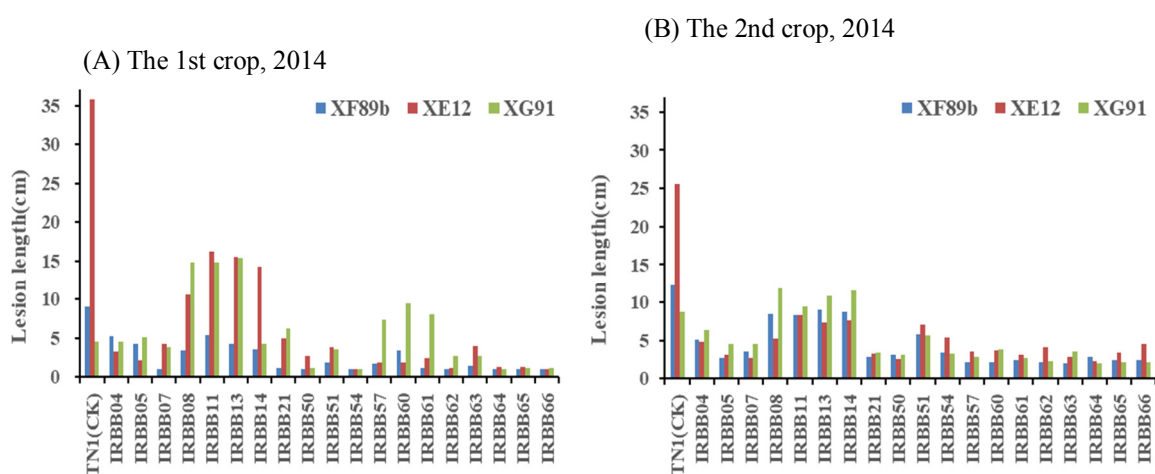 (A) The 1st crop, 2014
XF89b XE12 XG91
Lesion length(cm)
35
30
25
20
15
10
5
0
TN1(CK)
IRBB04
IRBB05
IRBB07
IRBB08
IRBB11
IRBB13
IRBB14
IRBB21
IRBB50
IRBB51
IRBB54
IRBB57
IRBB60
IRBB61
IRBB62
IRBB63
IRBB64
IRBB65
IRBB66
(B) The 2nd crop, 2014
XF89b XE12 XG91
Lesion length(cm)
35
30
25
20
15
10
5
0
TN1(CK)
IRBB04
IRBB05
IRBB07
IRBB08
IRBB11
IRBB13
IRBB14
IRBB21
IRBB50
IRBB51
IRBB54
IRBB57
IRBB60
IRBB61
IRBB62
IRBB63
IRBB64
IRBB65
IRBB66